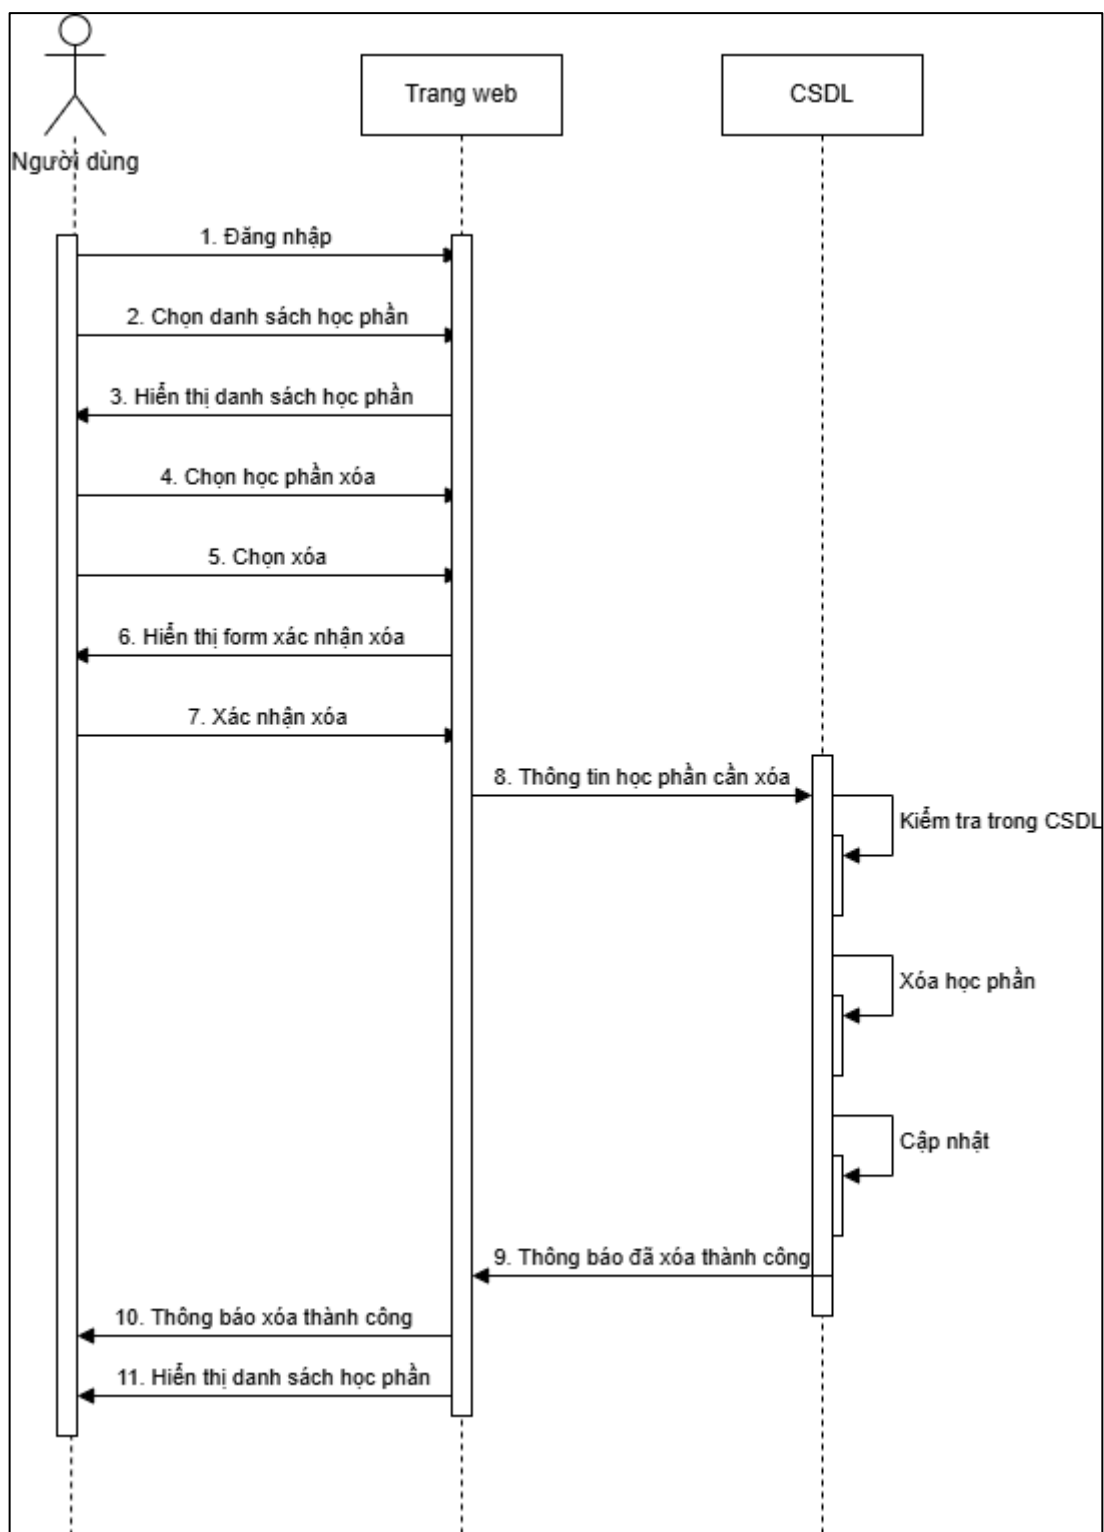 Trang web
CSDL
Người dùng
1. Đăng nhập
2. Chọn danh sách học phần
3. Hiển thị danh sách học phần
4. Chọn học phần xóa
5. Chọn xóa
6. Hiển thị form xác nhận xóa
7. Xác nhận xóa
8. Thông tin học phần cần xóa
Kiểm tra trong CSDL
Xóa học phần
Cập nhật
9. Thông báo đã xóa thành công
10. Thông báo xóa thành công
11. Hiển thị danh sách học phần